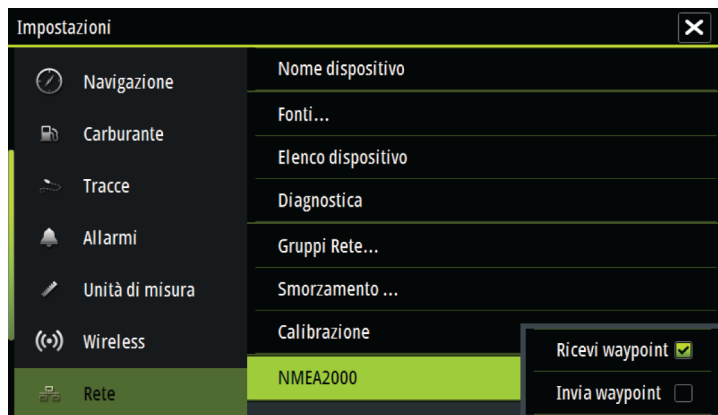 Impostazioni
Navigazione
Carburante
Tracce
Allarmi
Unità di misura
Wireless
Rete
Nome dispositivo
Fonti...
Elenco dispositivo
Diagnostica
Gruppi Rete...
Smorzamento ...
Calibrazione
NMEA2000
Ricevi waypoint
Invia waypoint